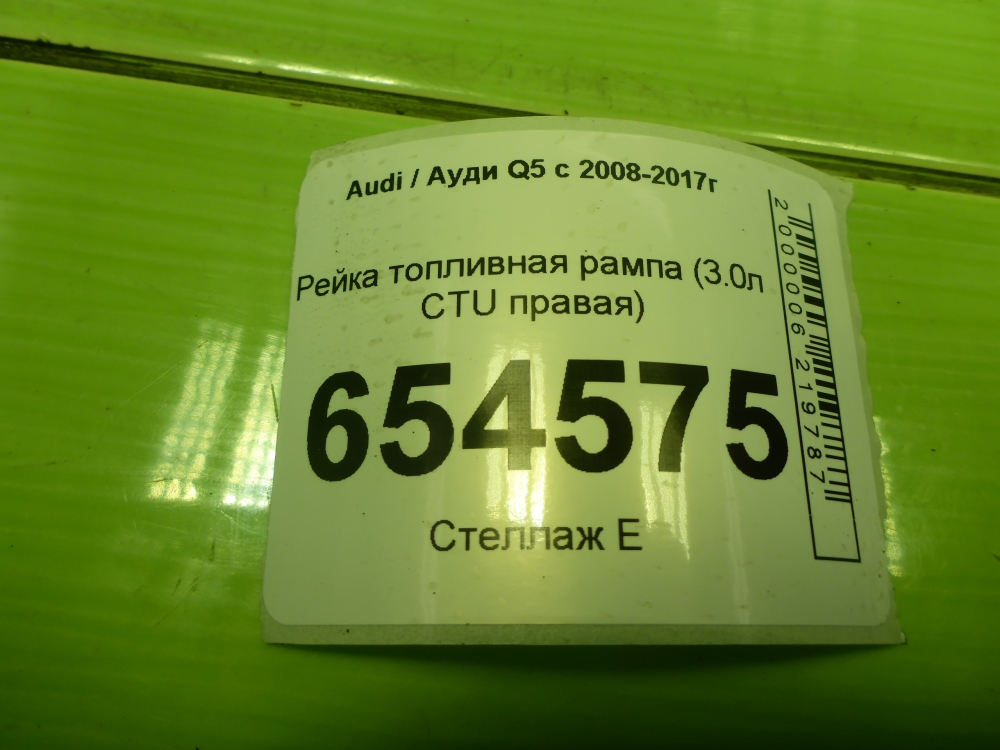 Audi / Ауди Q5 с 2008-2017г
Рейка топливная рампа (3.0л
CTU правая)
654575
Стеллаж Е
2000006219787